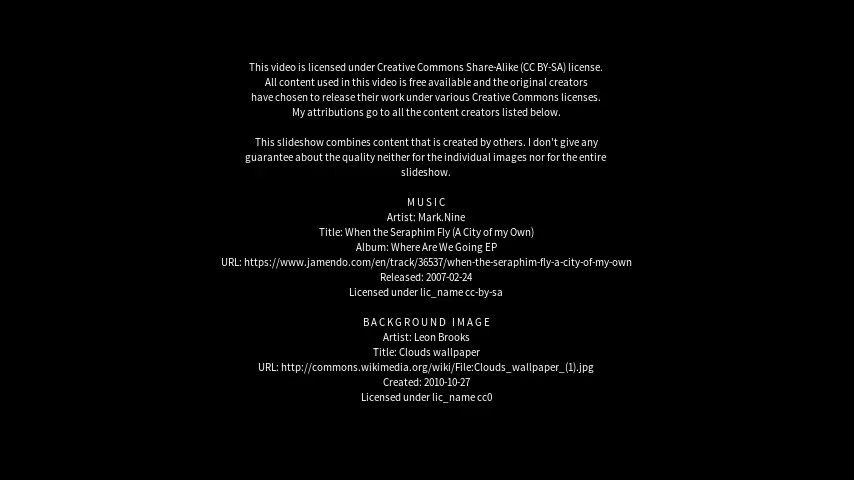 This video is licensed under Creative Commons Share-Alike (CC BY-SA) license.
All content used in this video is free available and the original creators
have chosen to release their work under various Creative Commons licenses.
My attributions go to all the content creators listed below.
This slideshow combines content that is created by others. I don't give any
guarantee about the quality neither for the individual images nor for the entire
slideshow.
MUSIC
Artist: Mark.Nine
Title: When the Seraphim Fly (A City of my Own)
Album: Where Are We Going EP
URL: https://www.jamendo.com/en/track/36537/when-the-seraphim-fly-a-city-of-my-own
Released: 2007-02-24
Licensed under lic_name cc-by-sa
BACKGROUND IMAGE
Artist: Leon Brooks
Title: Clouds wallpaper
URL: http://commons.wikimedia.org/wiki/File:Clouds_wallpaper_(1).jpg
Created: 2010-10-27
Licensed under lic_name cc0